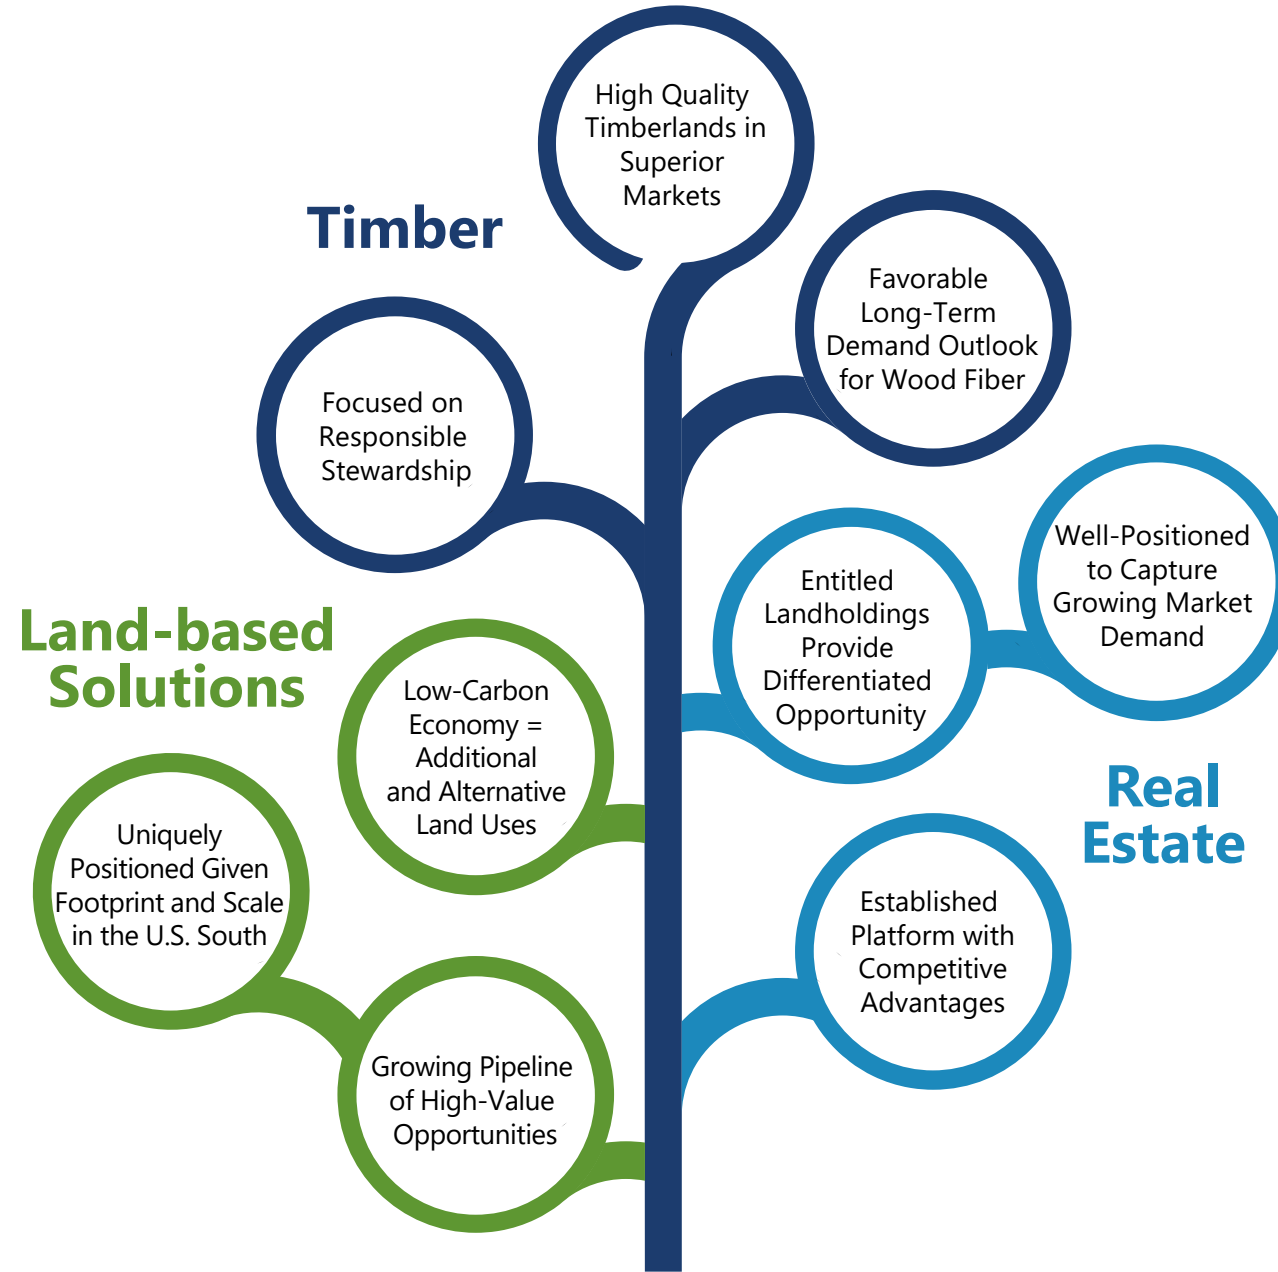 High Quality
Timberlands in
Superior
Markets
Timber
Favorable
Long-Term
Demand Outlook
for Wood Fiber
Focused on
Responsible
Stewardship
Well-Positioned
to Capture
Growing Market
Demand
Entitled
Landholdings
Provide
Differentiated
Opportunity
Land-based
Solutions
Low-Carbon
Economy =
Additional
and Alternative
Land Uses
Real
Estate
Uniquely
Positioned Given
Footprint and Scale
in the U.S. South
Established
Platform with
Competitive
Advantages
Growing Pipeline
of High-Value
Opportunities